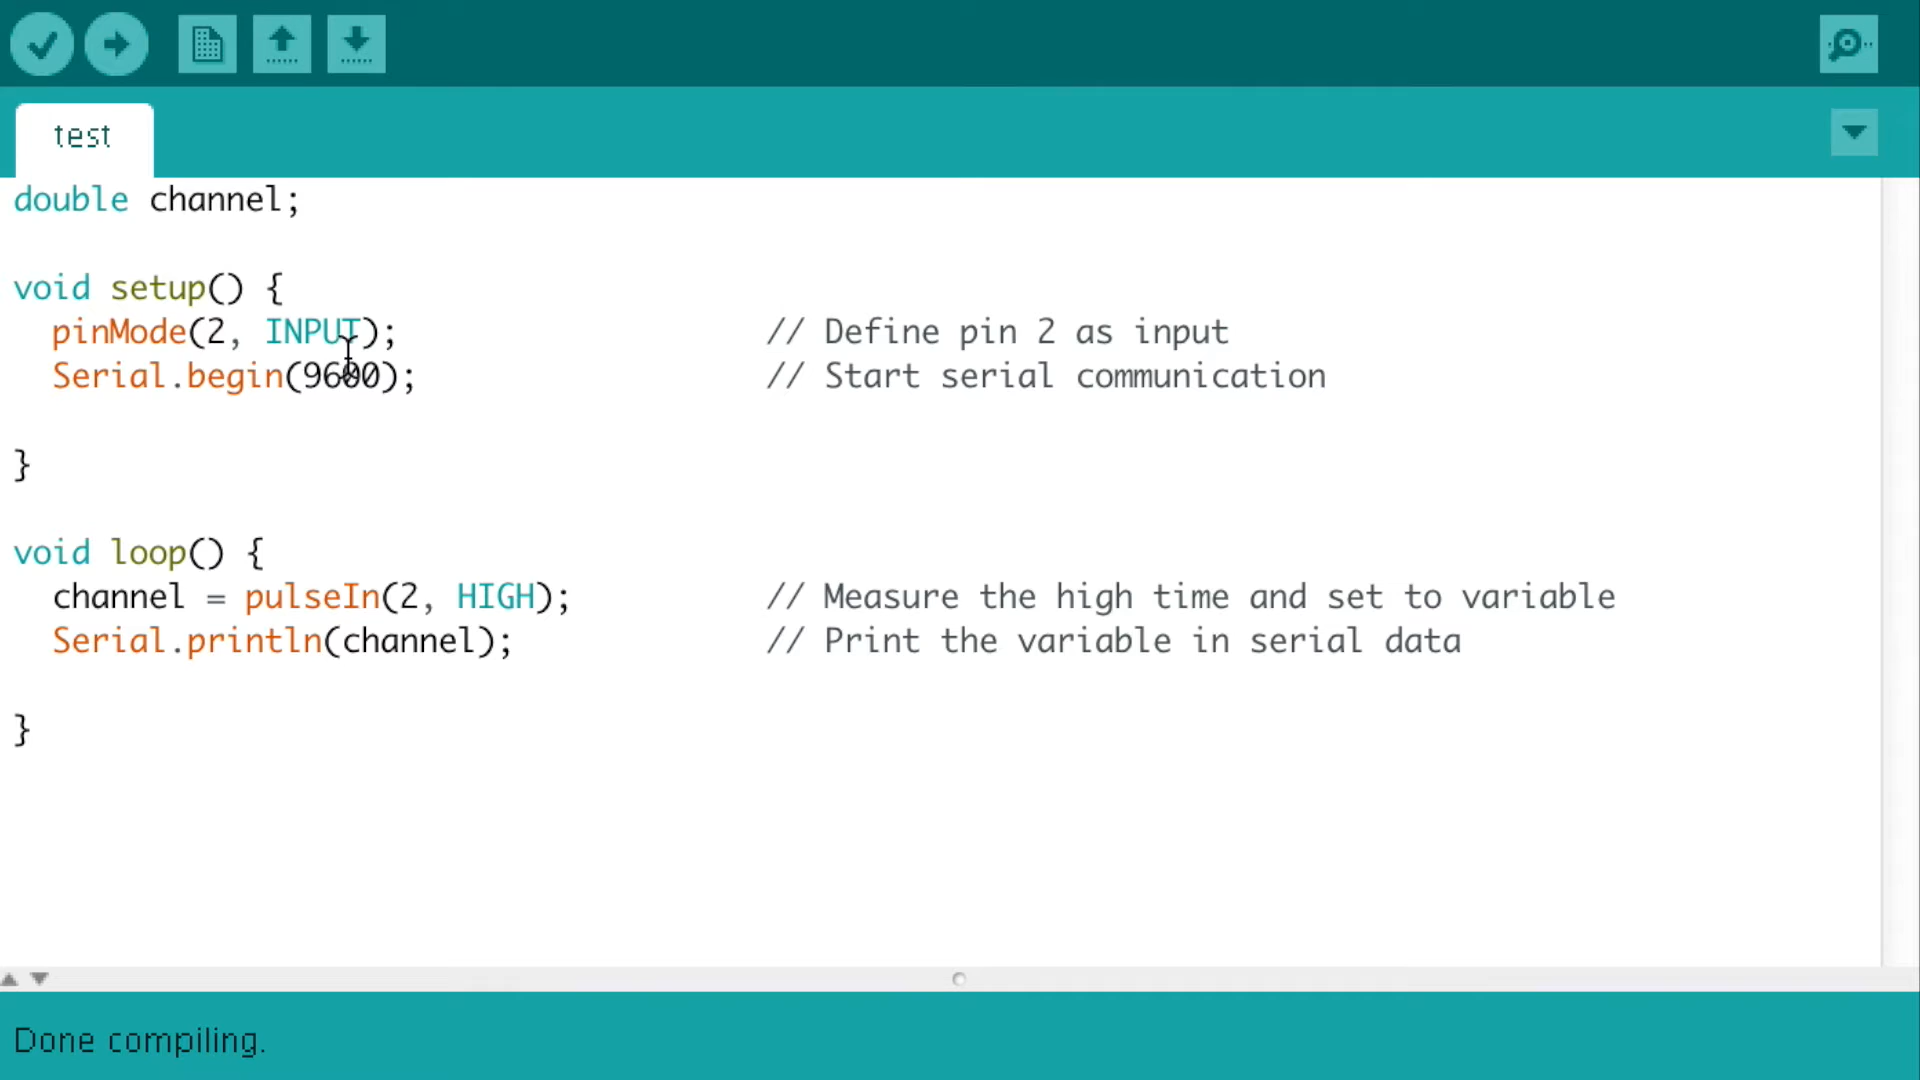 test
double channel;
void setup() {
pinMode(2, INPUT); // Define pin 2 as input
Serial.begin(9600); // Start serial communication
}
void loop() {
channel = pulseIn(2, HIGH); // Measure the high time and set to variable
Serial.println(channel); // Print the variable in serial data
}
Done compiling.